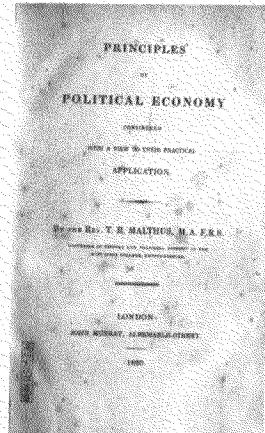 PRINCIPLES
OF
POLITICAL ECONOMY
CONSIDERED
WITH A VIEW TO THEIR PRACTICAL
APPLICATION.
BY THE REV. T. R. MALTHUS, M.A. F.R.S.
LONDON:
JOHN MURRAY, ALBEMARLE-STREET
1820.